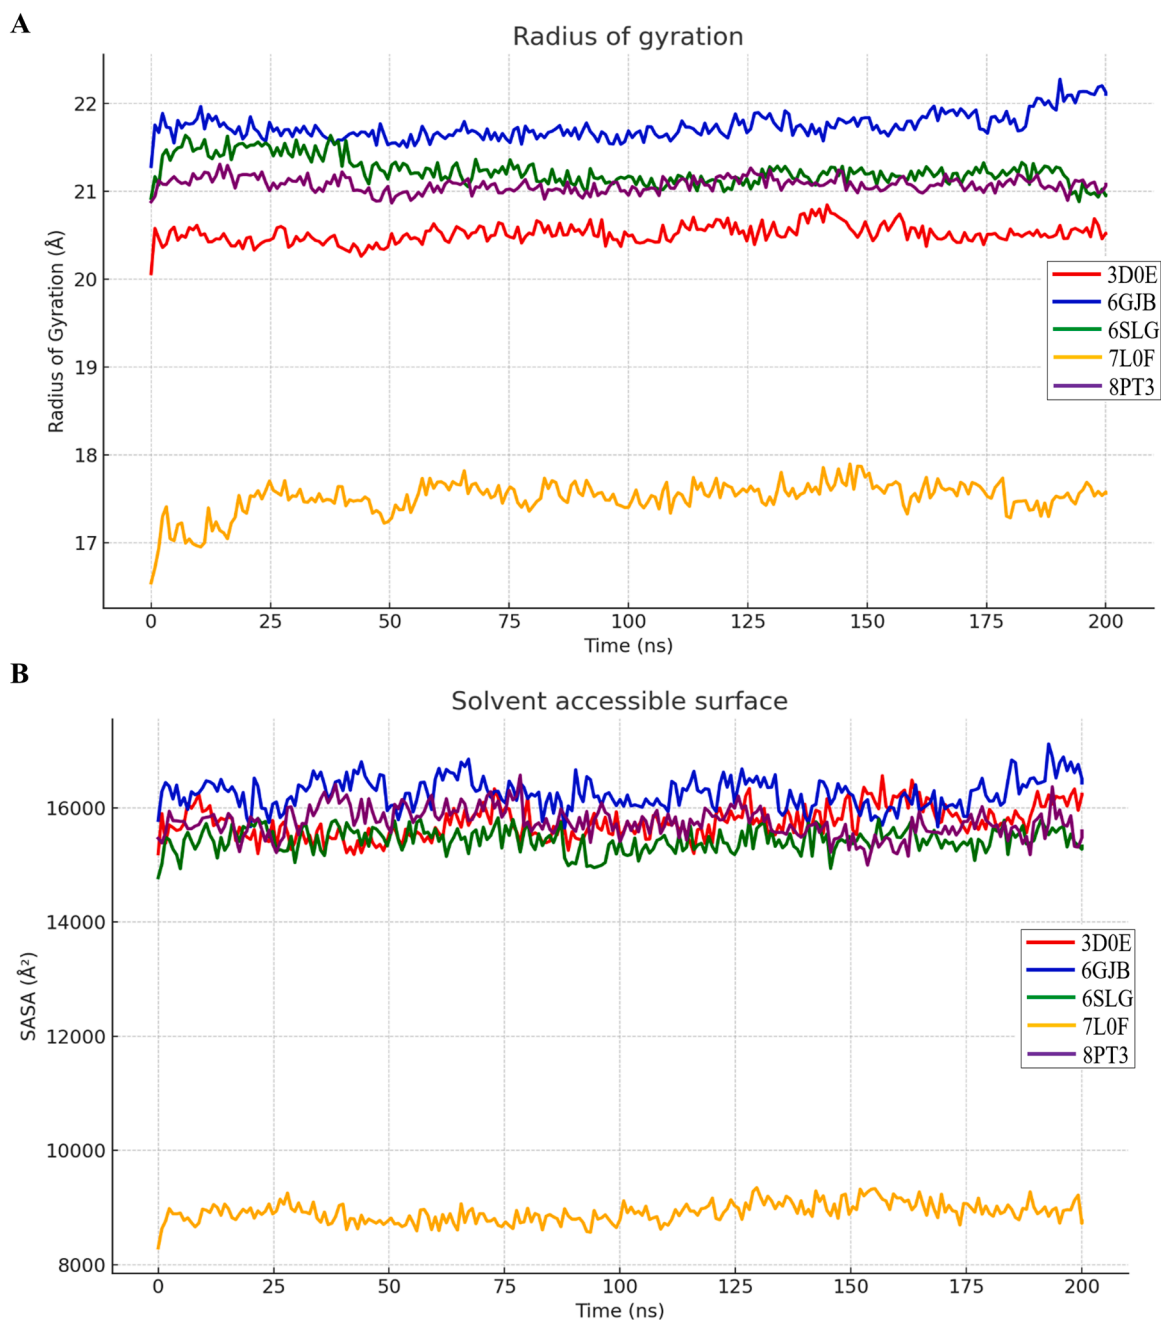 A
Radius of gyration
Radius of Gyration (Å)
22
21
20
19
18
17
3D0E
6GJB
6SLG
7L0F
8PT3
0 25 50 75 100 125 150 175 200
Time (ns)
B
Solvent accessible surface
SASA (Å²)
16000
14000
12000
10000
8000
3D0E
6GJB
6SLG
7L0F
8PT3
0 25 50 75 100 125 150 175 200
Time (ns)